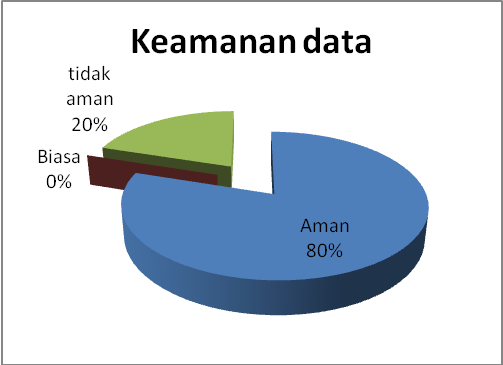 Keamanan data
tidak
aman
20%
Biasa
0%
Aman
80%